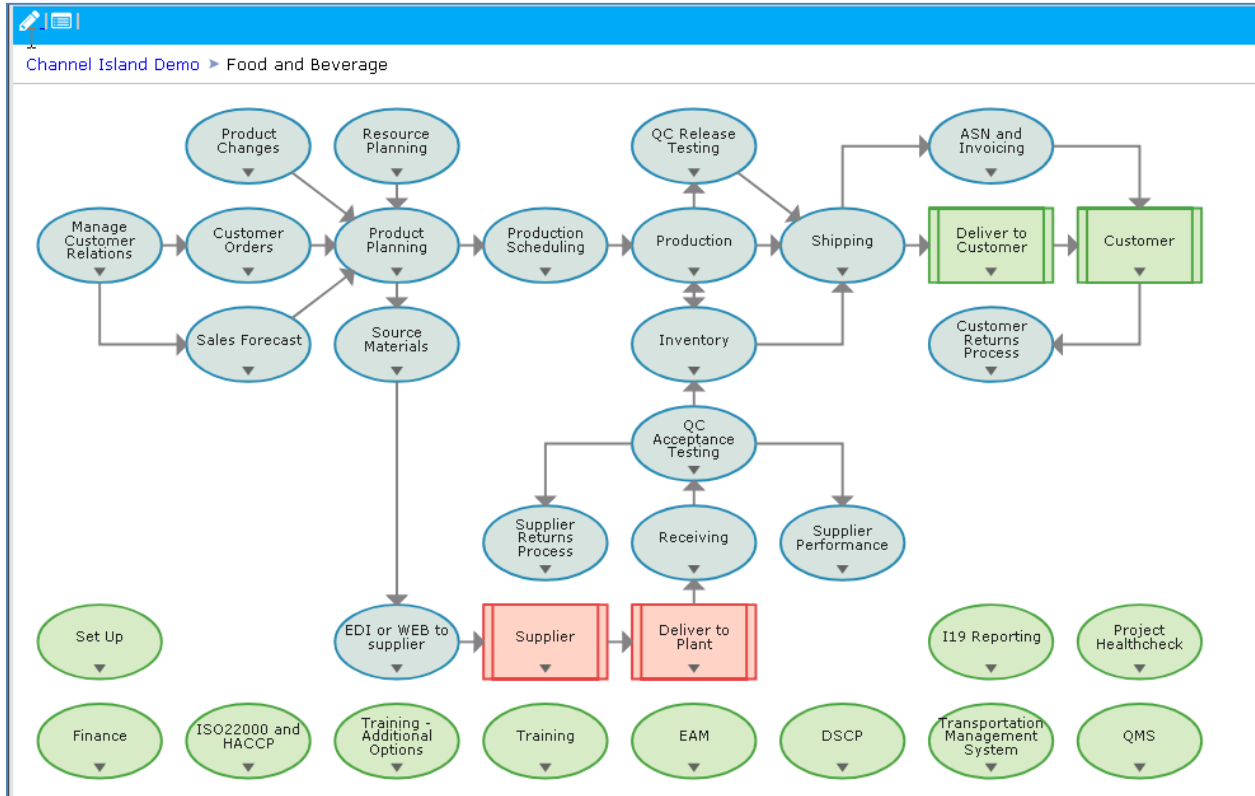 Channel Island Demo ➤ Food and Beverage
Product
Changes
Resource
Planning
QC Release
Testing
ASN and
Invoicing
Manage
Customer
Relations
Customer
Orders
Product
Planning
Production
Scheduling
Production
Shipping
Deliver to
Customer
Customer
Sales Forecast
Source
Materials
Inventory
Customer
Returns
Process
QC
Acceptance
Testing
Supplier
Returns
Process
Receiving
Supplier
Performance
Set Up
EDI or WEB to
supplier
Supplier
Deliver to
Plant
I19 Reporting
Project
Healthcheck
Finance
ISO22000 and
HACCP
Training -
Additional
Options
Training
EAM
DSCP
Transportation
Management
System
QMS